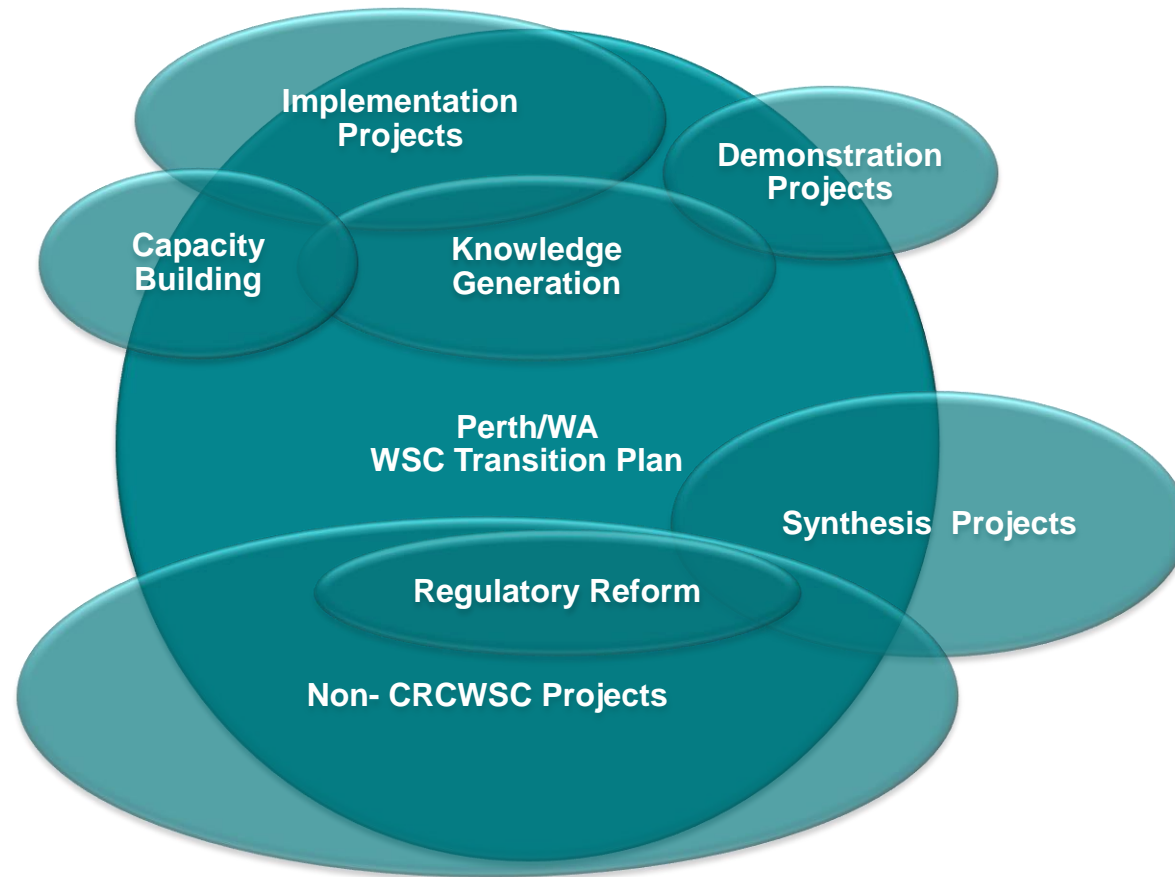 Implementation
Projects
Demonstration
Projects
Capacity
Building
Knowledge
Generation
Perth/WA
WSC Transition Plan
Synthesis  Projects
Regulatory Reform
Non- CRCWSC Projects